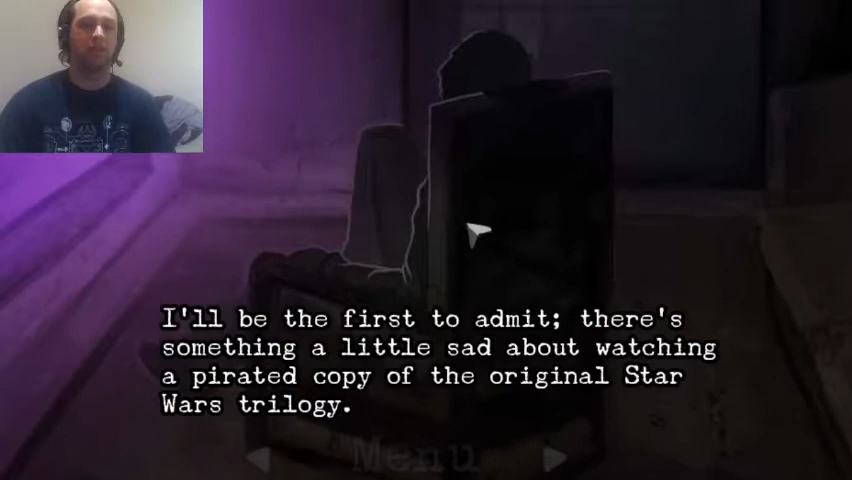 I'll be the first to admit; there's
something a little sad about watching
a pirated copy of the original Star
Wars trilogy.
Menu